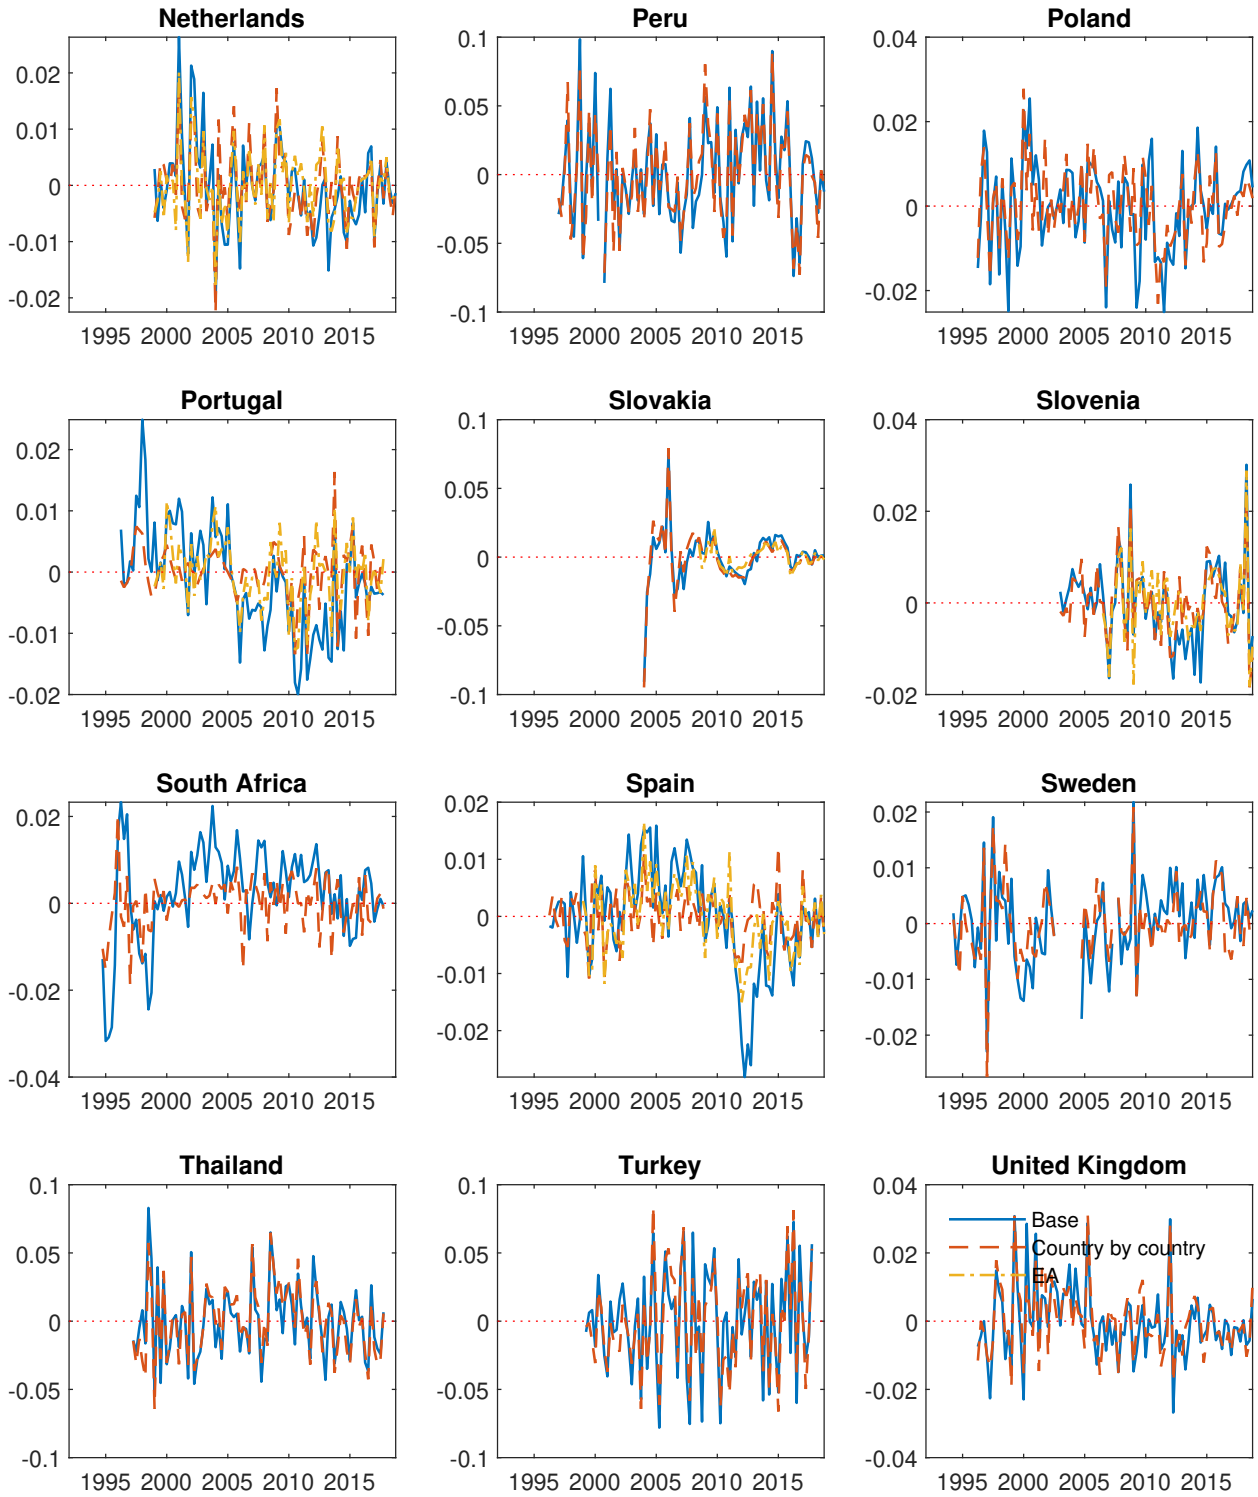 Netherlands Peru Poland
0.02 0.01 0 -0.01 -0.02
0.1 0.05 0 -0.05 -0.1
0.04 0.02 0 -0.02
1995 2000 2005 2010 2015 1995 2000 2005 2010 2015 1995 2000 2005 2010 2015
Portugal Slovakia Slovenia
0.02 0.01 0 -0.01 -0.02
0.1 0.05 0 -0.05 -0.1
0.04 0.02 0 -0.02
1995 2000 2005 2010 2015 1995 2000 2005 2010 2015 1995 2000 2005 2010 2015
South Africa Spain Sweden
0.02 0 -0.02 -0.04
0.02 0.01 0 -0.01 -0.02
0.02 0.01 0 -0.01 -0.02
1995 2000 2005 2010 2015 1995 2000 2005 2010 2015 1995 2000 2005 2010 2015
Thailand Turkey United Kingdom
0.1 0.05 0 -0.05 -0.1
0.1 0.05 0 -0.05 -0.1
0.04 0.02 0 -0.02 -0.04
Base
Country by country
EA
1995 2000 2005 2010 2015 1995 2000 2005 2010 2015 1995 2000 2005 2010 2015